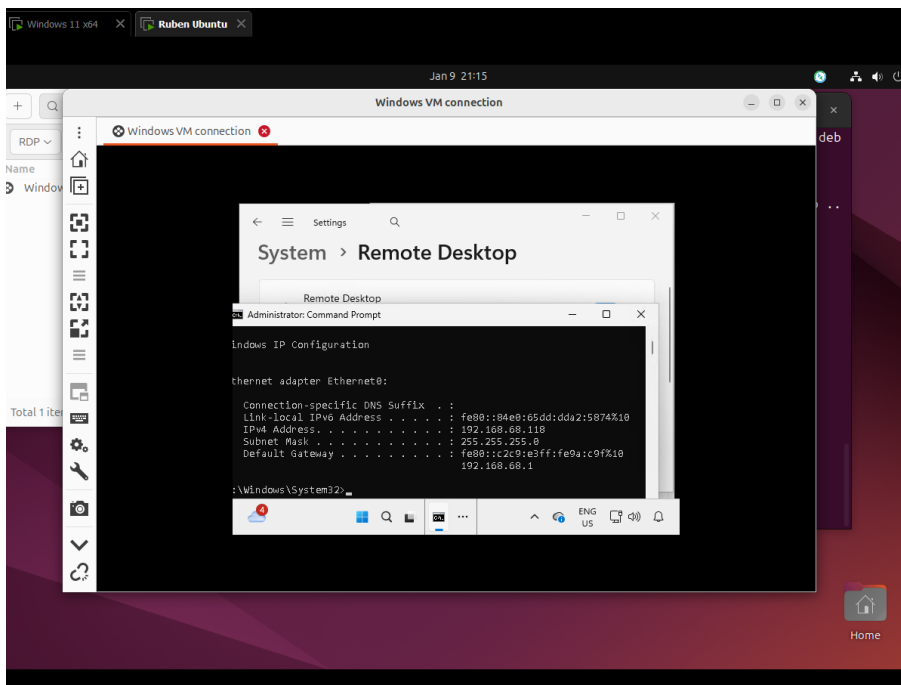 Windows 11 x64
Ruben Ubuntu
Jan 9 21:15
Windows VM connection
RDP
Windows VM connection
deb
Name
Window
..
Settings
System > Remote Desktop
Remote Desktop
Administrator: Command Prompt
indows IP Configuration
thernet adapter Ethernet0:
Connection-specific DNS Suffix . :
Link-local IPv6 Address . . . . . : fe80::84e0:65dd:dda2:5874%10
IPv4 Address. . . . . . . . . . . : 192.168.68.118
Subnet Mask . . . . . . . . . . . : 255.255.255.0
Default Gateway . . . . . . . . . : fe80::c2c9:e3ff:fe9a:c9f%10
192.168.68.1
Total 1 ite
:\Windows\System32>
4
ENG
US
Home